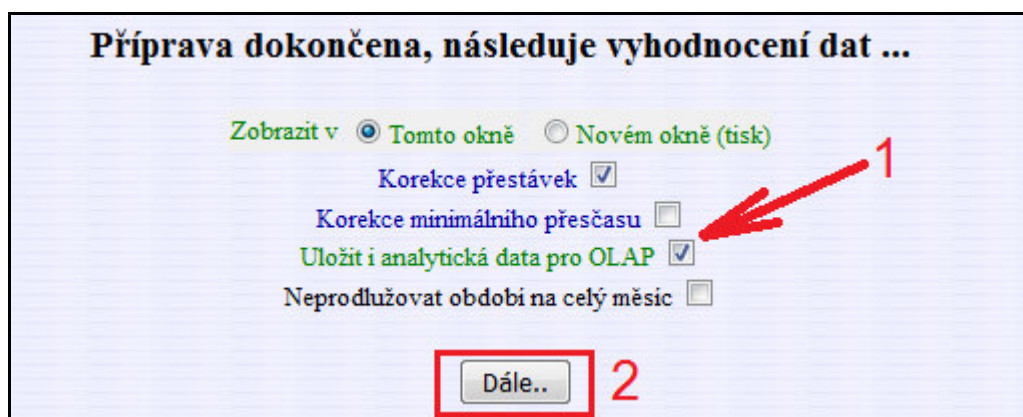 Příprava dokončena, následuje vyhodnocení dat ...
Zobrazit v Tomto okně Novém okně (tisk)
1
Korekce přestávek
Korekce minimálního přesčasu
Uložit i analytická data pro OLAP
Neprodlužovat období na celý měsíc
Dále.. 2